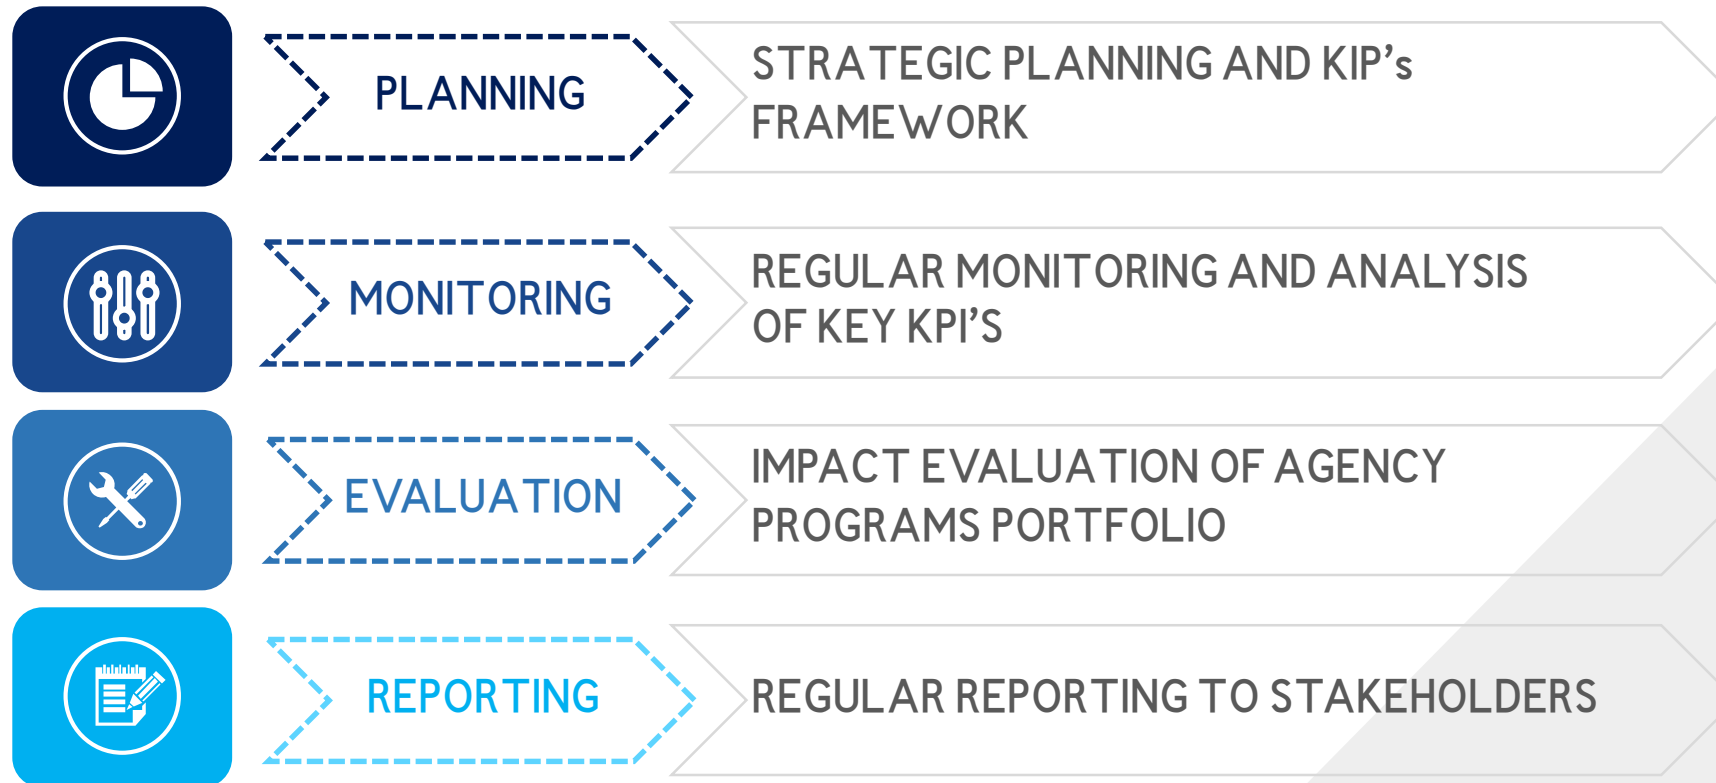 PLANNING
STRATEGIC PLANNING AND KIP's
FRAMEWORK
MONITORING
REGULAR MONITORING AND ANALYSIS
OF KEY KPI'S
EVALUATION
IMPACT EVALUATION OF AGENCY
PROGRAMS PORTFOLIO
REPORTING
REGULAR REPORTING TO STAKEHOLDERS